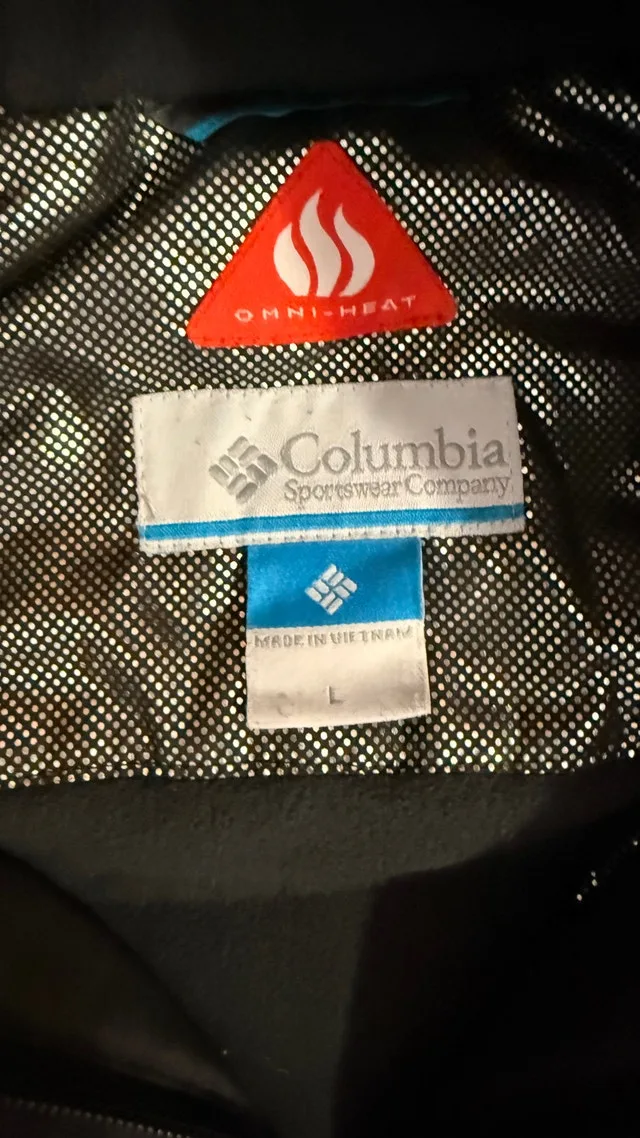 OMNI-HEAT
Columbia
Sportswear Company
MADE IN VIETNAM
L